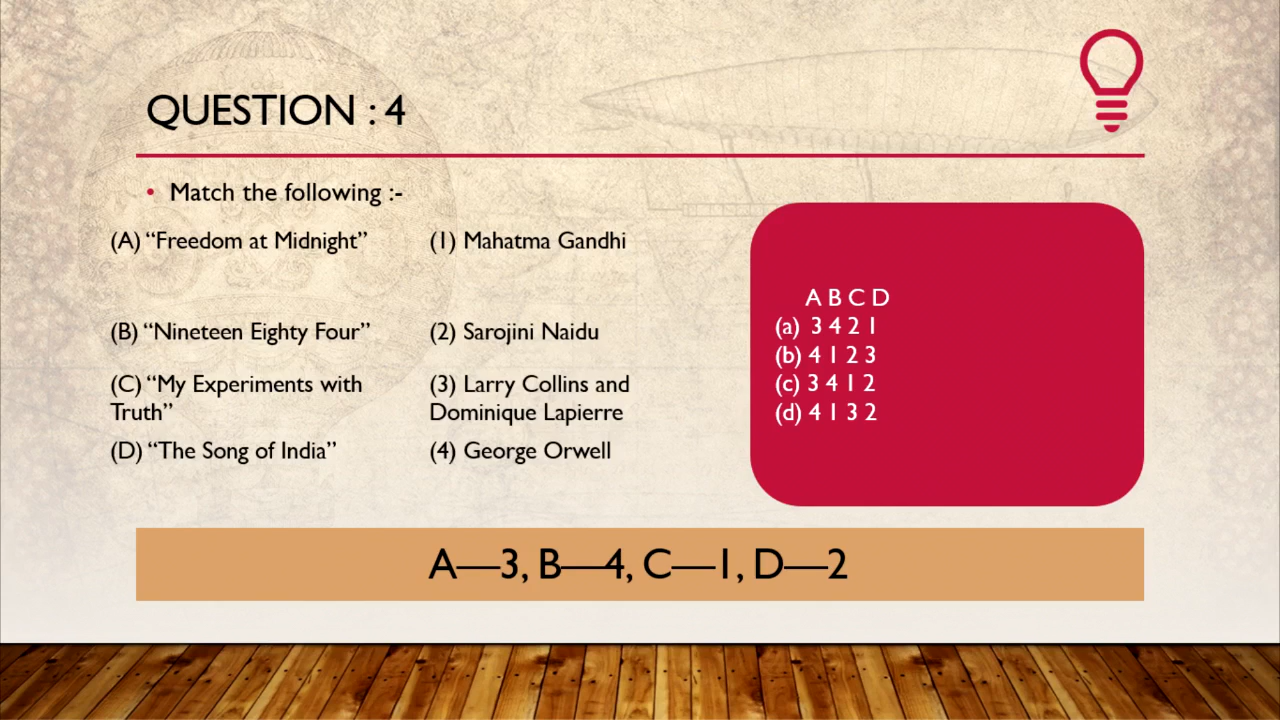 QUESTION : 4
• Match the following :-
(A) “Freedom at Midnight” (1) Mahatma Gandhi
(B) “Nineteen Eighty Four” (2) Sarojini Naidu
(C) “My Experiments with
Truth”
(3) Larry Collins and
Dominique Lapierre
(D) “The Song of India” (4) George Orwell
A B C D
(a) 3 4 2 1
(b) 4 1 2 3
(c) 3 4 1 2
(d) 4 1 3 2
A—3, B—4, C—1, D—2